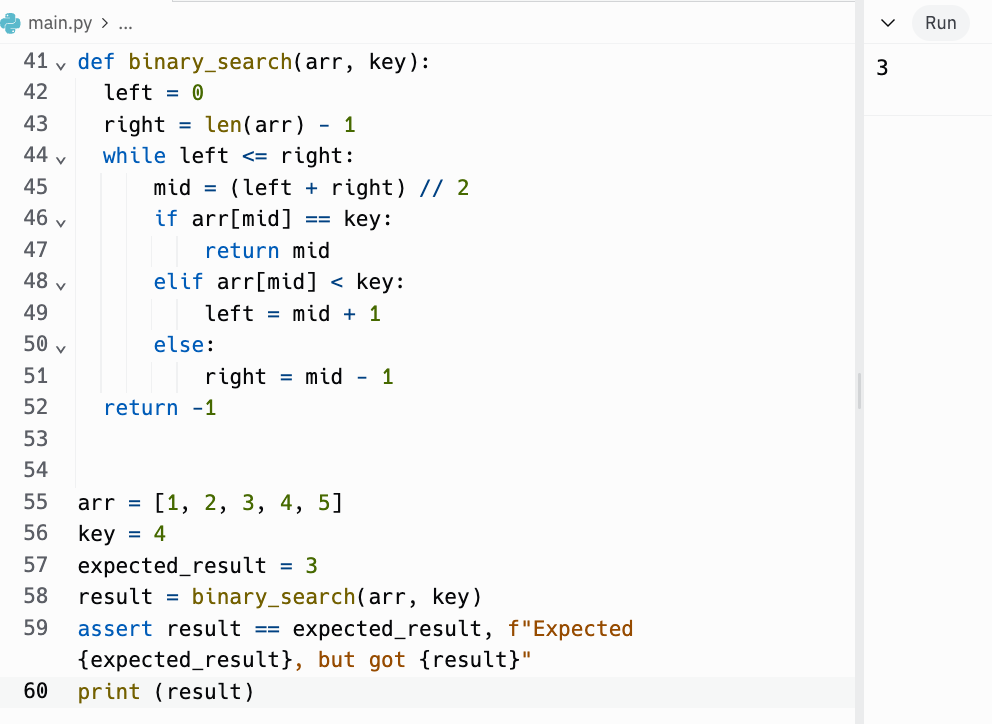 main.py > ...
Run
3
41 def binary_search(arr, key):
42   left = 0
43   right = len(arr) - 1
44   while left <= right:
45       mid = (left + right) // 2
46       if arr[mid] == key:
47           return mid
48       elif arr[mid] < key:
49           left = mid + 1
50       else:
51           right = mid - 1
52   return -1
53
54
55 arr = [1, 2, 3, 4, 5]
56 key = 4
57 expected_result = 3
58 result = binary_search(arr, key)
59 assert result == expected_result, f"Expected
{expected_result}, but got {result}"
60 print (result)